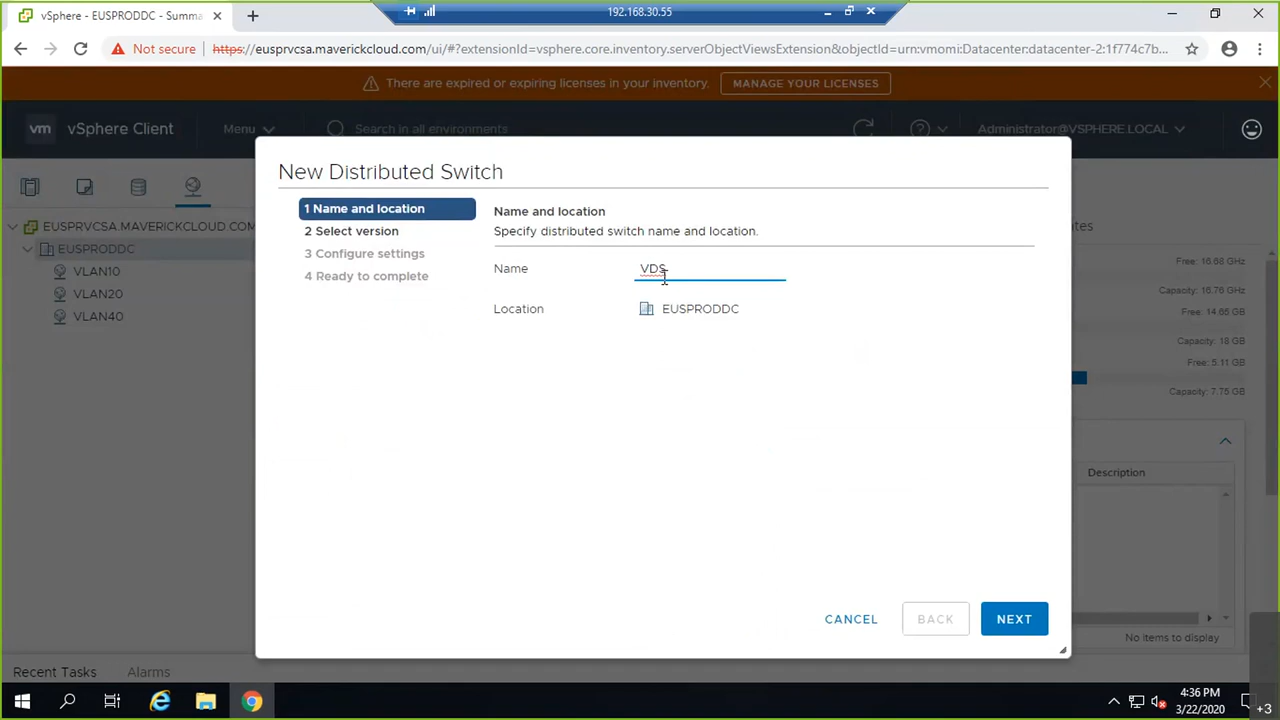 vSphere - EUSPRODDC - Summa
192.168.30.55
Not secure
https://eusprvcsa.maverickcloud.com/ui/#?extensionId=vsphere.core.inventory.serverObjectViewsExtension&objectId=urn:vmomi:Datacenter:datacenter-2:1f774c7b...
There are expired or expiring licenses in your inventory.
MANAGE YOUR LICENSES
vm vSphere Client
Menu
Search in all environments
Administrator@VSPHERE.LOCAL
EUSPRVCSA.MAVERICKCLOUD.COM
EUSPRODDC
VLAN10
VLAN20
VLAN40
New Distributed Switch
1 Name and location
2 Select version
3 Configure settings
4 Ready to complete
Name and location
Specify distributed switch name and location.
Name
VDS
Location
EUSPRODDC
CANCEL
BACK
NEXT
Free: 16.68 GHz
Capacity: 16.76 GHz
Free: 14.65 GB
Capacity: 18 GB
Free: 5.11 GB
Capacity: 7.75 GB
Description
No items to display
Recent Tasks
Alarms
4:36 PM
3/22/2020
+3